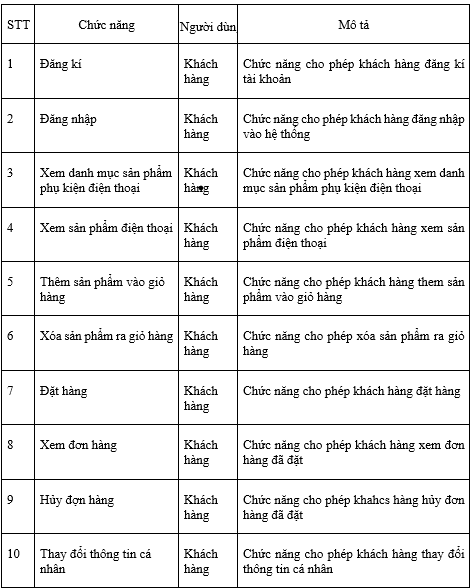 STT Chức năng Người dùn Mô tả
1 Đăng kí Khách Chức năng cho phép khách hàng đăng kí
hàng tài khoản
2 Đăng nhập Khách Chức năng cho phép khách hàng đăng nhập
hàng vào hệ thống
3 Xem danh mục sản phẩm Khách Chức năng cho phép khách hàng xem danh
phụ kiện điện thoại hàng mục sản phẩm phụ kiện điện thoại
4 Xem sản phẩm điện thoại Khách Chức năng cho phép khách hàng xem sản
hàng phẩm điện thoại
5 Thêm sản phẩm vào giỏ Khách Chức năng cho phép khách hàng them sản
hàng hàng phẩm vào giỏ hàng
6 Xóa sản phẩm ra giỏ hàng Khách Chức năng cho phép xóa sản phẩm ra giỏ
hàng hàng
7 Đặt hàng Khách Chức năng cho phép khách hàng đặt hàng
hàng
8 Xem đơn hàng Khách Chức năng cho phép khách hàng xem đơn
hàng hàng đã đặt
9 Hủy đợn hàng Khách Chức năng cho phép khahcs hàng hủy đơn
hàng hàng đã đặt
10 Thay đổi thông tin cá Khách Chức năng cho phép khách hàng thay đổi
nhân hàng thông tin cá nhân